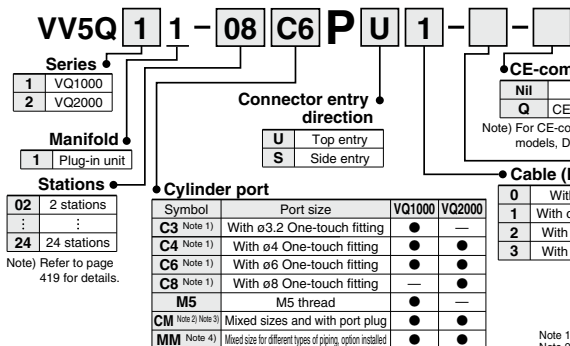 VV5Q 1 1 - 08 C6 P U 1 - -
Series
1 VQ1000
2 VQ2000
Manifold
1 Plug-in unit
Stations
02 2 stations
⋮ ⋮
24 24 stations
Note) Refer to page
419 for details.
Connector entry
direction
U Top entry
S Side entry
Cylinder port
Symbol Port size VQ1000 VQ2000
C3 Note 1) With ø3.2 One-touch fitting ● —
C4 Note 1) With ø4 One-touch fitting ● ●
C6 Note 1) With ø6 One-touch fitting ● ●
C8 Note 1) With ø8 One-touch fitting — ●
M5 M5 thread ● —
CM Note 2) Note 3) Mixed sizes and with port plug ● ●
MM Note 4) Mixed size for different types of piping, option installed ● ●
CE-com
Nil
Q CE
Note) For CE-co
models, D
Cable (
0 With
1 With
2 With
3 With
Note 1